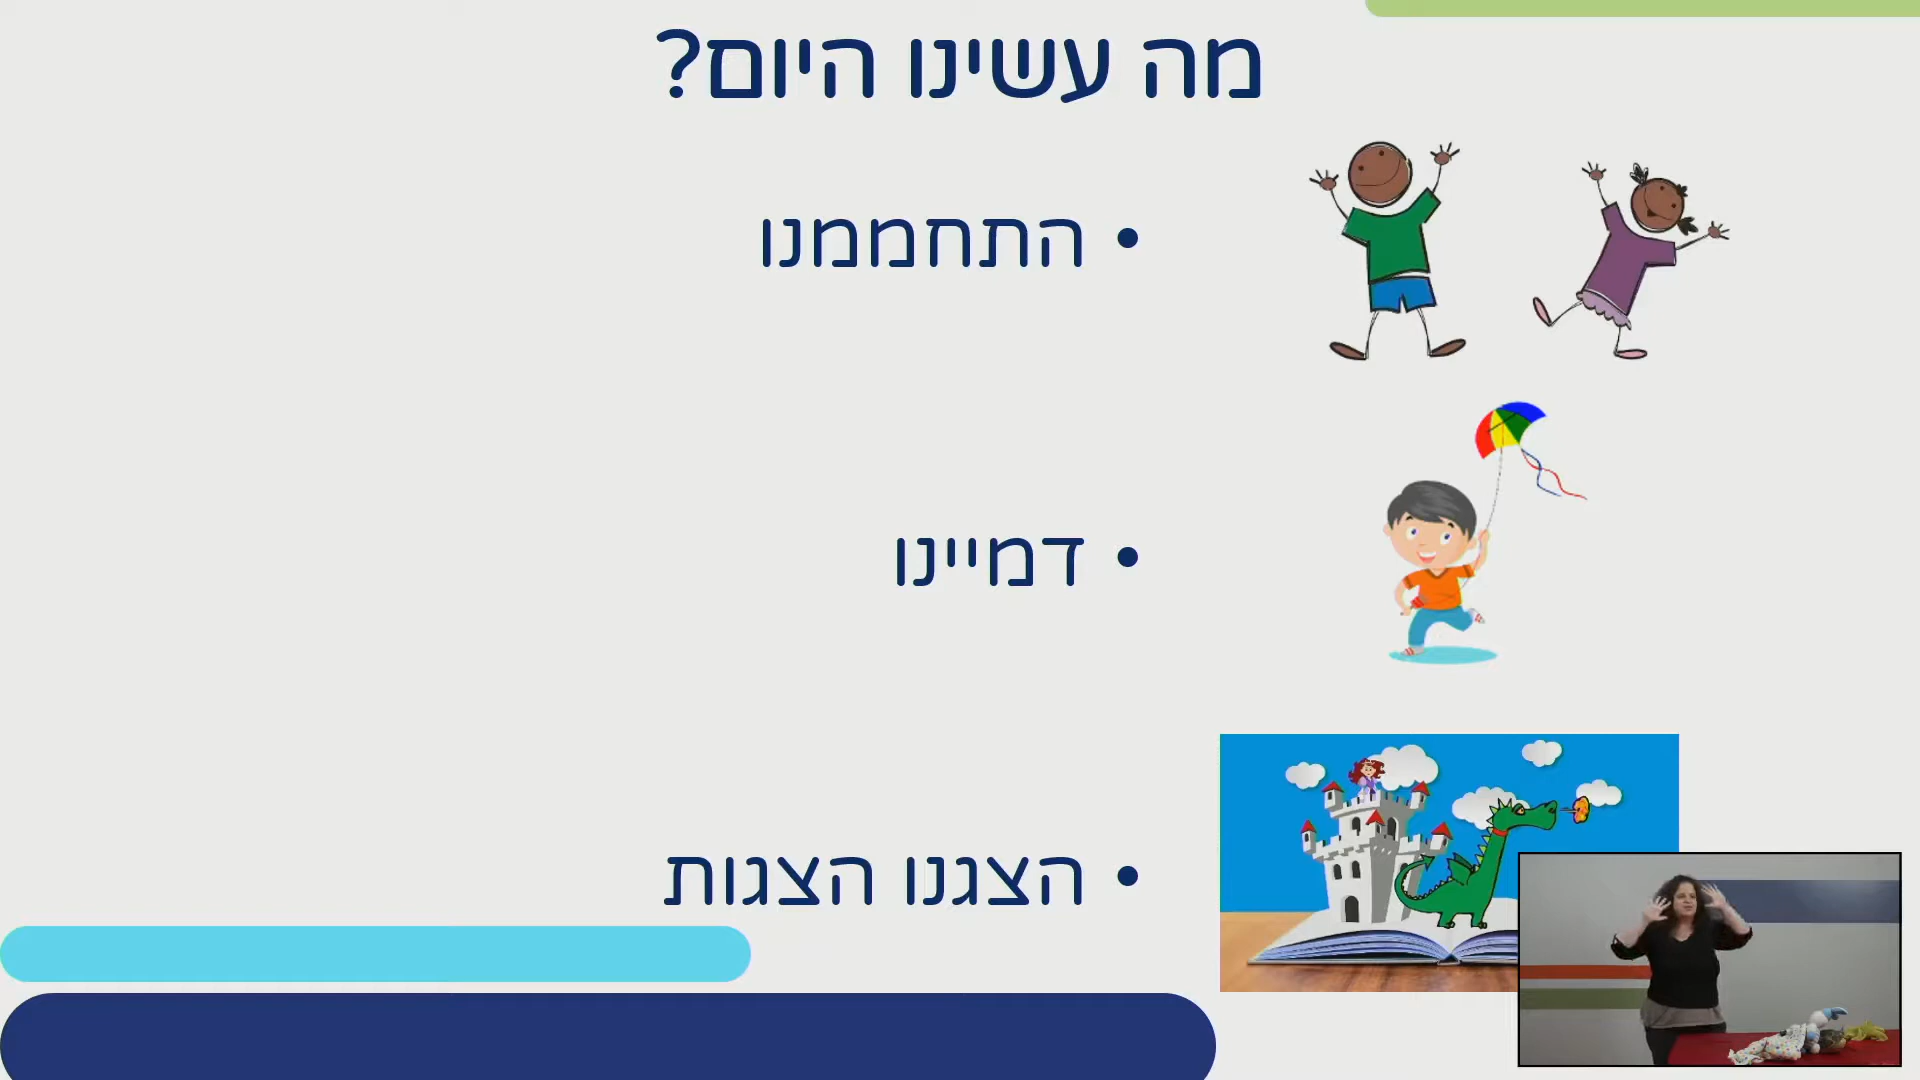 מה עשינו היום?
• התחממנו
• דמיינו
• הצגנו הצגות